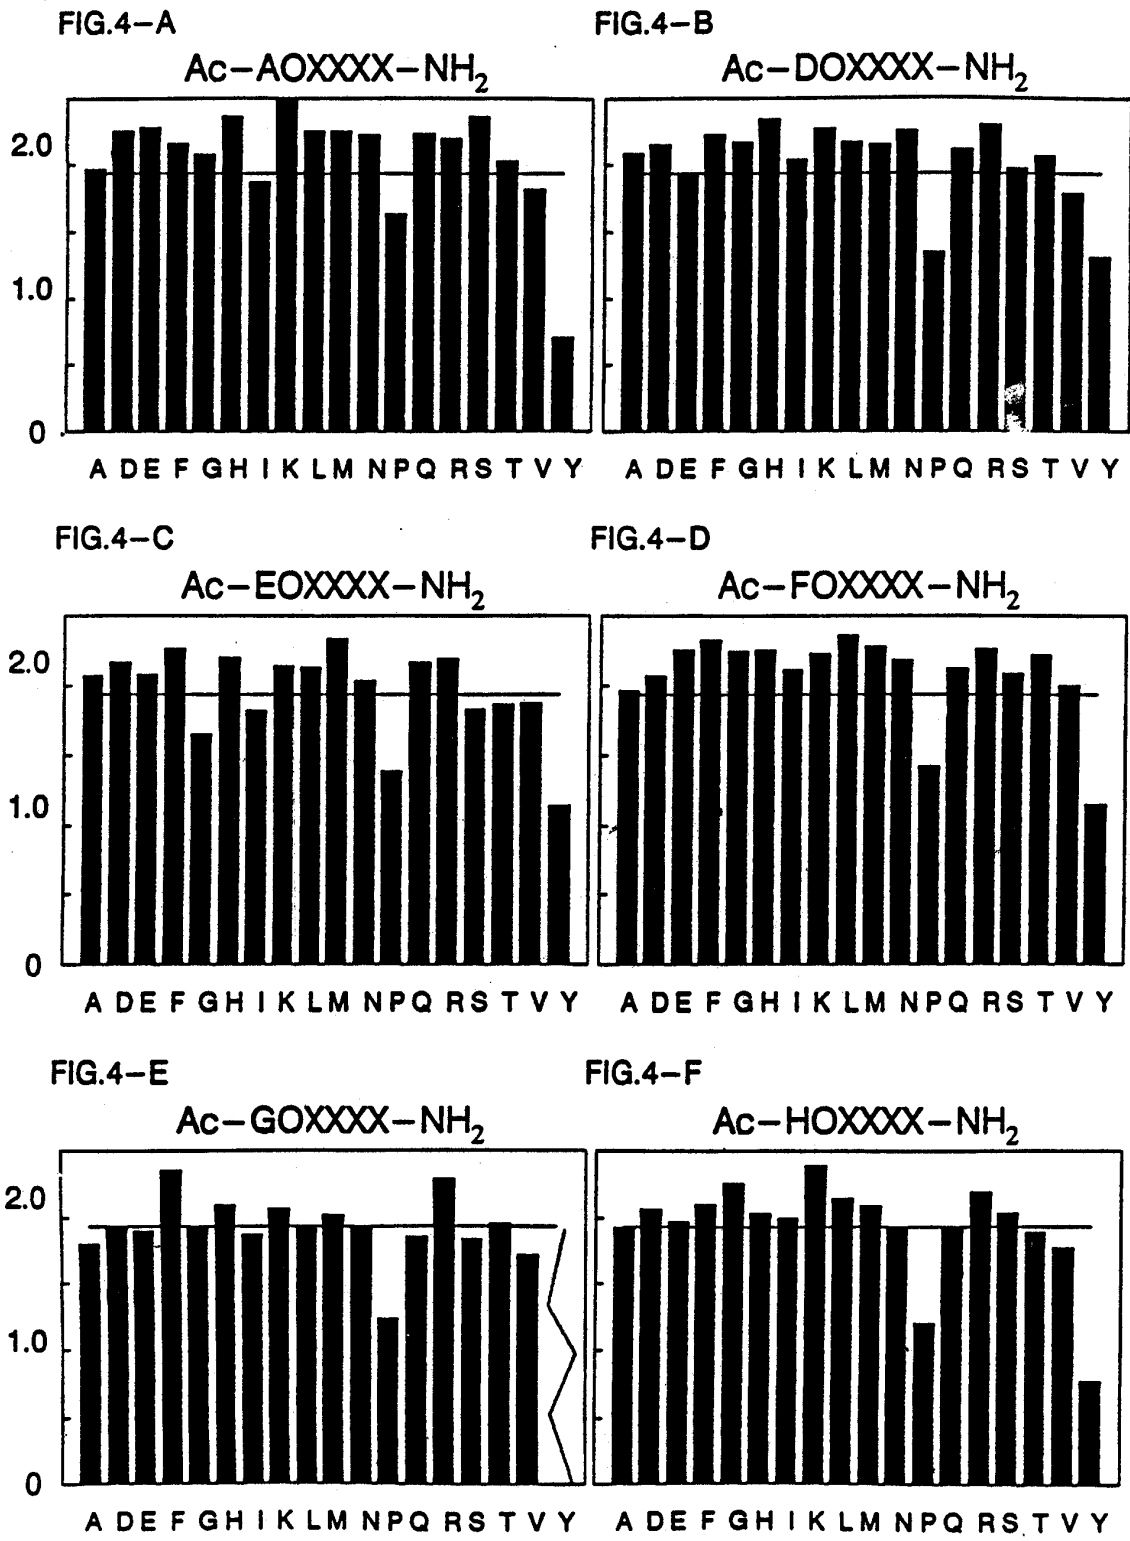 FIG.4–A
FIG.4–B
Ac–AOXXXX–NH2
Ac–DOXXXX–NH2
2.0
1.0
0
A D E F G H I K L M N P Q R S T V Y
A D E F G H I K L M N P Q R S T V Y
FIG.4–C
FIG.4–D
Ac–EOXXXX–NH2
Ac–FOXXXX–NH2
2.0
1.0
0
A D E F G H I K L M N P Q R S T V Y
A D E F G H I K L M N P Q R S T V Y
FIG.4–E
FIG.4–F
Ac–GOXXXX–NH2
Ac–HOXXXX–NH2
2.0
1.0
0
A D E F G H I K L M N P Q R S T V Y
A D E F G H I K L M N P Q R S T V Y